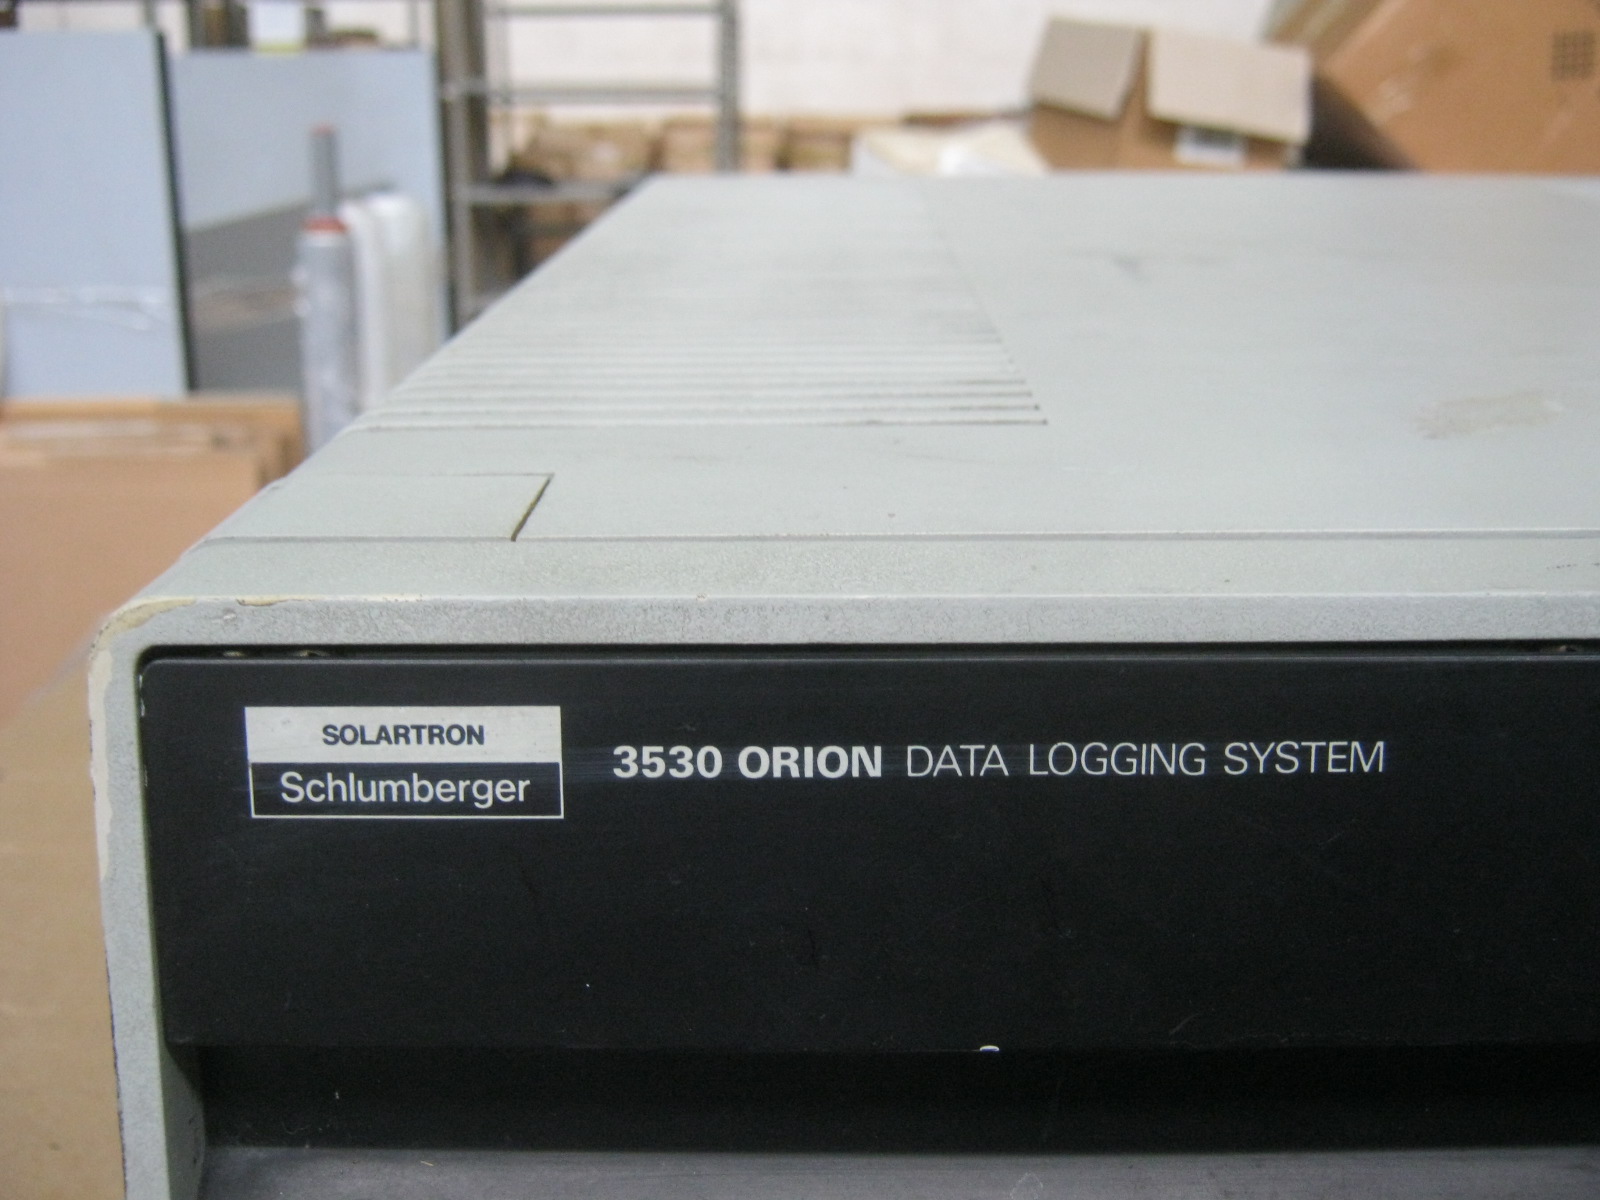 SOLARTRON
Schlumberger
3530 ORION DATA LOGGING SYSTEM